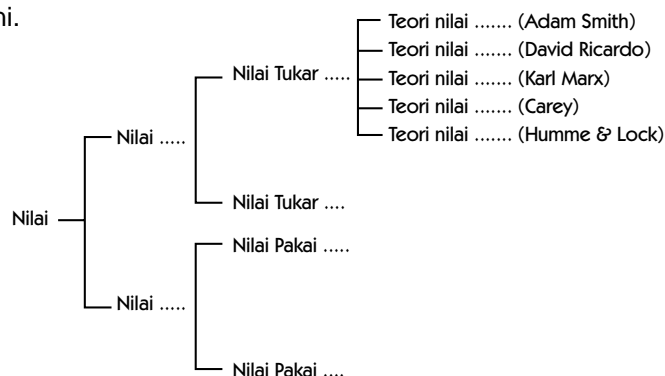 ni.
Teori nilai ....... (Adam Smith)
Teori nilai ....... (David Ricardo)
Nilai Tukar .....
Teori nilai ....... (Karl Marx)
Teori nilai ....... (Carey)
Nilai .....
Teori nilai ....... (Humme & Lock)
Nilai Tukar ....
Nilai
Nilai Pakai .....
Nilai .....
Nilai Pakai ....